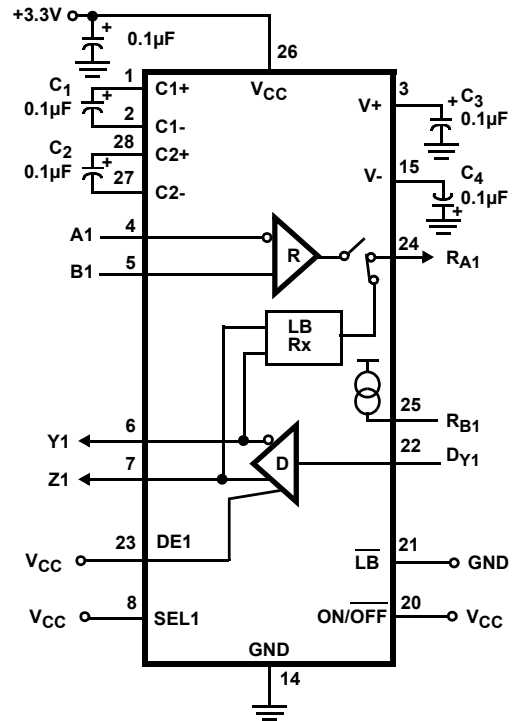 +3.3V
+ 0.1µF
26
VCC
1
C1+
C1
0.1µF
+
2
C1-
28
C2+
C2
0.1µF
+
27
C2-
3
V+
+
C3
0.1µF
15
V-
C4
0.1µF
+
A1
4
B1
5
R
24
RA1
LB
Rx
25
RB1
Y1
6
Z1
7
D
22
DY1
VCC
23
DE1
21
LB
GND
VCC
8
SEL1
20
ON/OFF
VCC
GND
14